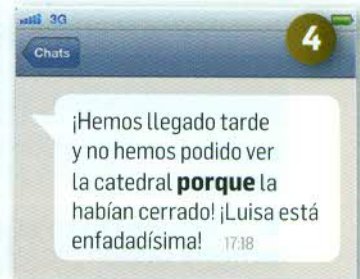 3G
4
Chats
¡Hemos llegado tarde
y no hemos podido ver
la catedral porque la
habían cerrado! ¡Luisa está
enfadadísima! 17:18